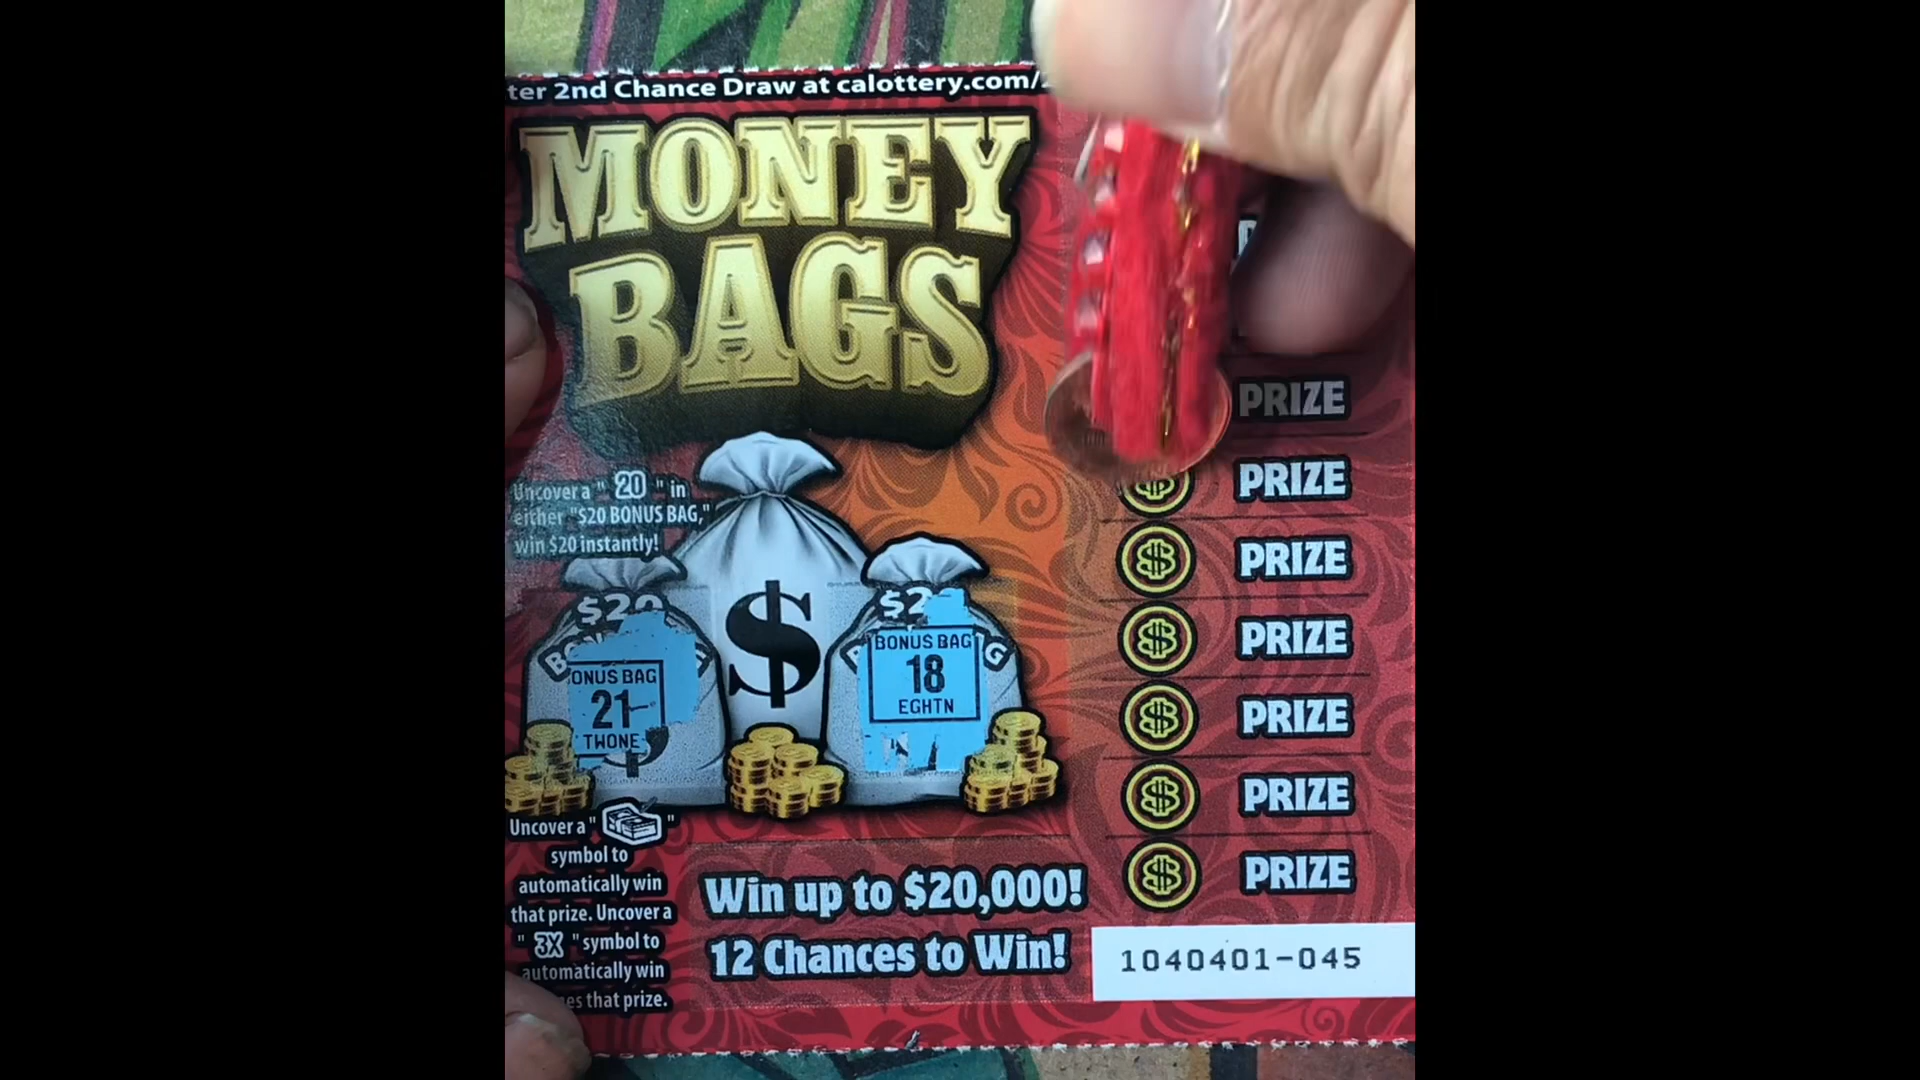 ter 2nd Chance Draw at calottery.com/
MONEY
BAGS
Uncover a " 20 " in
either "$20 BONUS BAG,"
win $20 instantly!
$20
$2
BONUS BAG
18
EGHTN
ONUS BAG
21
TWONE
$
Uncover a " "
symbol to
automatically win
that prize. Uncover a
" 3X " symbol to
automatically win
es that prize.
Win up to $20,000!
12 Chances to Win!
PRIZE
PRIZE
PRIZE
PRIZE
PRIZE
PRIZE
PRIZE
1040401-045